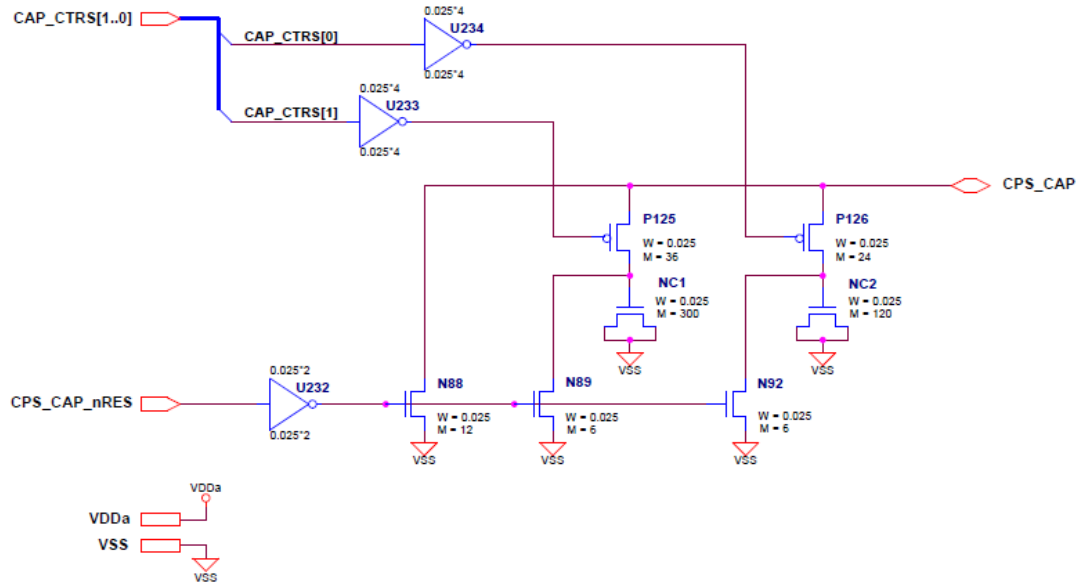 CAP_CTRS[1..0]
0.025*4
U234
CAP_CTRS[0]
0.025*4
0.025*4
U233
CAP_CTRS[1]
0.025*4
CPS_CAP
P125
W = 0.025
M = 36
P126
W = 0.025
M = 24
NC1
W = 0.025
M = 300
VSS
NC2
W = 0.025
M = 120
VSS
0.025*2
U232
CPS_CAP_nRES
0.025*2
N88
W = 0.025
M = 12
VSS
N89
W = 0.025
M = 6
VSS
N92
W = 0.025
M = 6
VSS
VDDa
VDDa
VSS
VSS